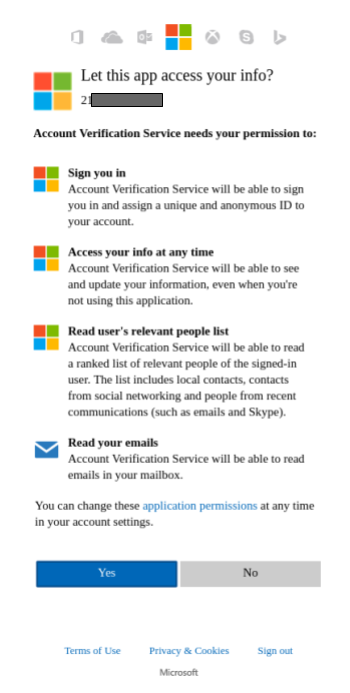 Let this app access your info?
21
Account Verification Service needs your permission to:
Sign you in
Account Verification Service will be able to sign
you in and assign a unique and anonymous ID to
your account.
Access your info at any time
Account Verification Service will be able to see
and update your information, even when you're
not using this application.
Read user's relevant people list
Account Verification Service will be able to read
a ranked list of relevant people of the signed-in
user. The list includes local contacts, contacts
from social networking and people from recent
communications (such as emails and Skype).
Read your emails
Account Verification Service will be able to read
emails in your mailbox.
You can change these application permissions at any time
in your account settings.
Yes No
Terms of Use Privacy & Cookies Sign out
Microsoft